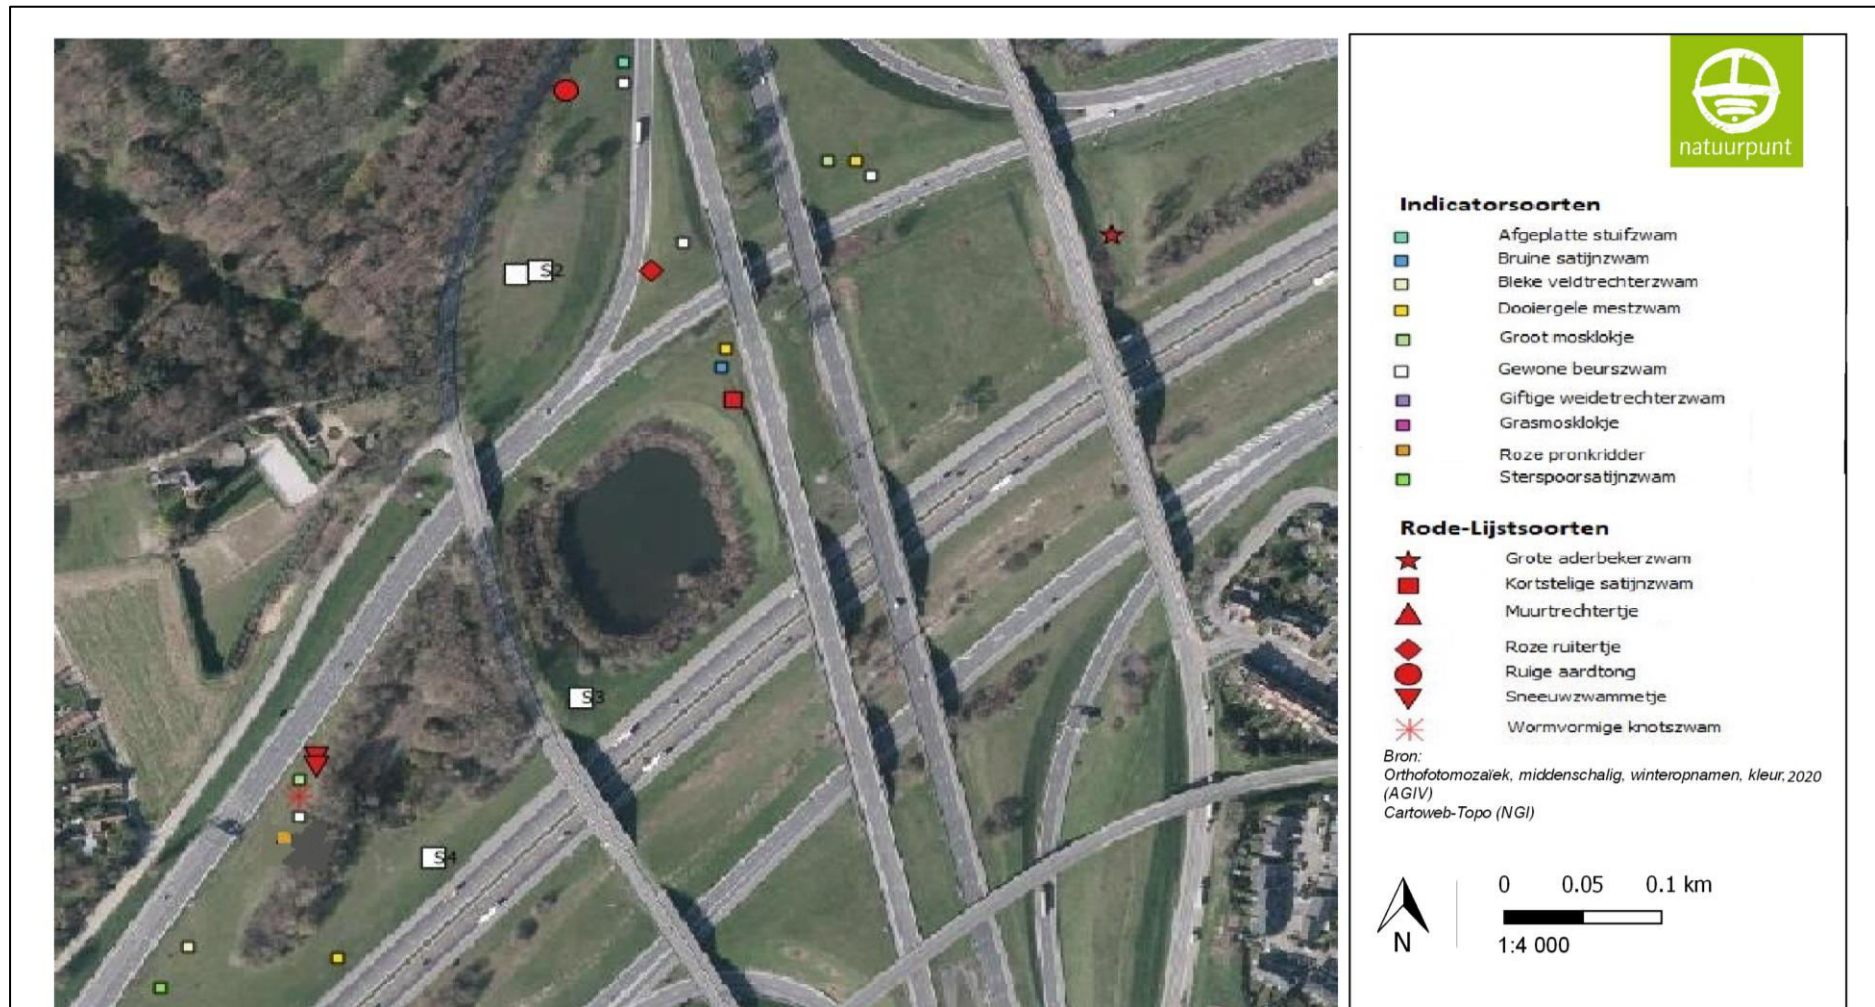 natuurpunt
Indicatorsoorten
Afgeplatte stuifzwam
Bruine satijnzwam
Bleke veldtrechterzwam
Dooiergele mestzwam
Groot mosklokje
Gewone beurszwam
Giftige weidetrechterzwam
Grasmosklokje
Roze pronkridder
Sterspoorsatijnzwam
Rode-Lijstsoorten
Grote aderbekerzwam
Kortstelige satijnzwam
Muurtrechtertje
Roze ruitertje
Ruige aardtong
Sneeuwzwammetje
Wormvormige knotszwam
Bron:
Orthofotomozaïek, middenschalig, winteropnamen, kleur, 2020
(AGIV)
Cartoweb-Topo (NGI)
0 0.05 0.1 km
N
1:4 000
S2
S3
S4